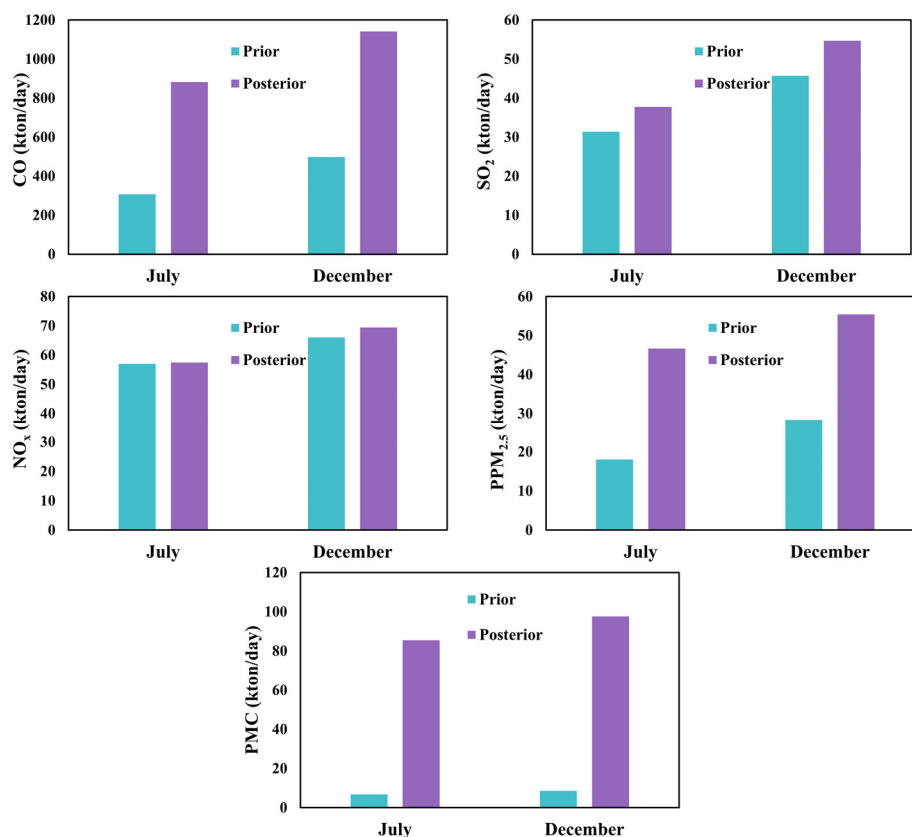 CO (kton/day)
1200
1000
800
600
400
200
0
Prior
Posterior
July
December
SO2 (kton/day)
60
50
40
30
20
10
0
Prior
Posterior
July
December
NOx (kton/day)
80
70
60
50
40
30
20
10
0
Prior
Posterior
July
December
PPM2.5 (kton/day)
60
50
40
30
20
10
0
Prior
Posterior
July
December
PMC (kton/day)
120
100
80
60
40
20
0
Prior
Posterior
July
December